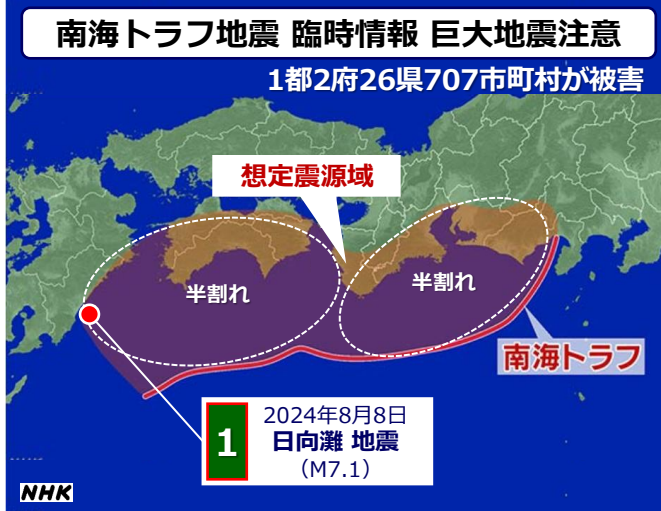 南海トラフ地震 臨時情報 巨大地震注意
1都2府26県707市町村が被害
想定震源域
半割れ
半割れ
南海トラフ
1
2024年8月8日
日向灘 地震
（M7.1）
NHK